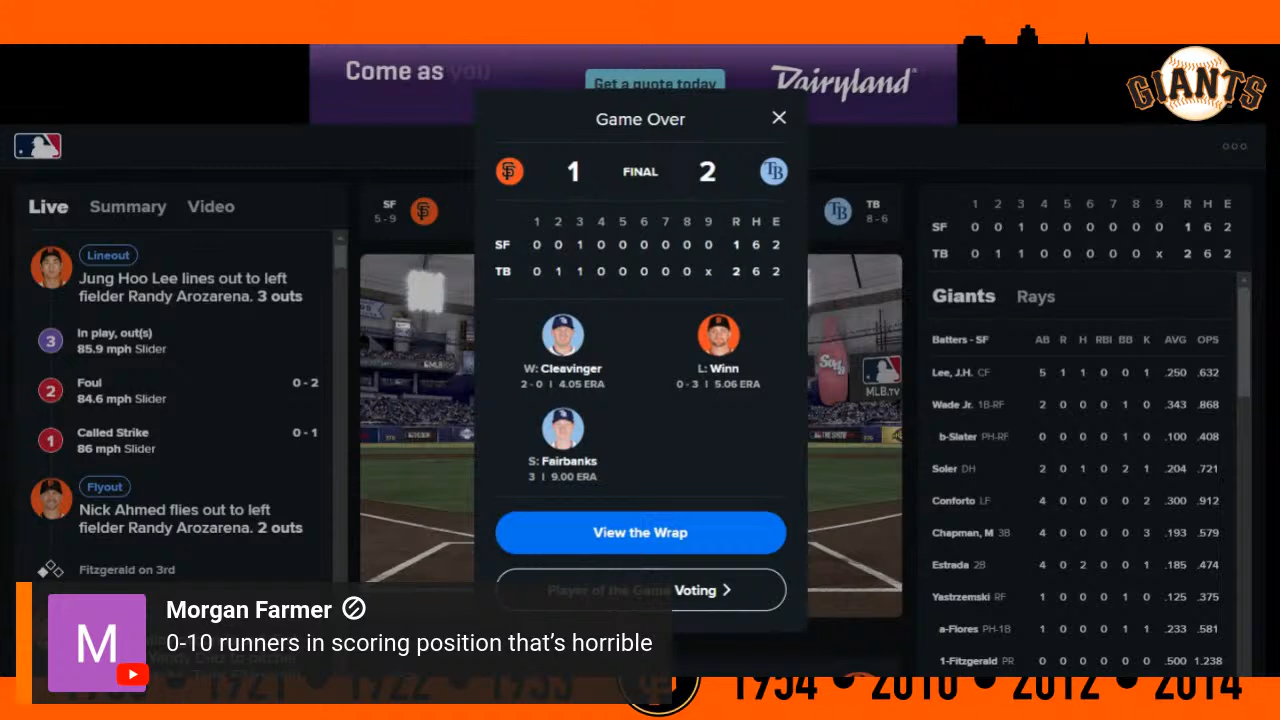 GIANTS
Come as you
Get a quote today
Dairyland
Game Over
SF 1 FINAL 2 TB
1 2 3 4 5 6 7 8 9 R H E
SF 0 0 1 0 0 0 0 0 0 1 6 2
TB 0 1 1 0 0 0 0 0 x 2 6 2
W: Cleavinger
2 - 0 | 4.05 ERA
L: Winn
0 - 3 | 5.06 ERA
S: Fairbanks
3 | 9.00 ERA
View the Wrap
Player of the Game Voting
Live Summary Video
Lineout
Jung Hoo Lee lines out to left
fielder Randy Arozarena. 3 outs
3 In play, out(s)
85.9 mph Slider
2 Foul 0 - 2
84.6 mph Slider
1 Called Strike 0 - 1
86 mph Slider
Flyout
Nick Ahmed flies out to left
fielder Randy Arozarena. 2 outs
Fitzgerald on 3rd
SF
5 - 9
TB
8 - 6
MLB.TV
1 2 3 4 5 6 7 8 9 R H E
SF 0 0 1 0 0 0 0 0 0 1 6 2
TB 0 1 1 0 0 0 0 0 x 2 6 2
Giants Rays
Batters - SF AB R H RBI BB K AVG OPS
Lee, J.H. CF 5 1 1 0 0 1 .250 .632
Wade Jr. 1B-RF 2 0 0 0 1 0 .343 .868
b-Slater PH-RF 0 0 0 0 1 0 .100 .408
Soler DH 2 0 1 0 2 1 .204 .721
Conforto LF 4 0 0 0 0 2 .300 .912
Chapman, M 3B 4 0 0 0 0 3 .193 .579
Estrada 2B 4 0 2 0 0 1 .185 .474
Yastrzemski RF 1 0 0 0 1 0 .125 .375
a-Flores PH-1B 1 0 0 0 1 1 .233 .581
1-Fitzgerald PR 0 0 0 0 0 0 .500 1.238
M
Morgan Farmer
0-10 runners in scoring position that's horrible
1921 • 1922 • 1933 1954 • 2010 • 2012 • 2014